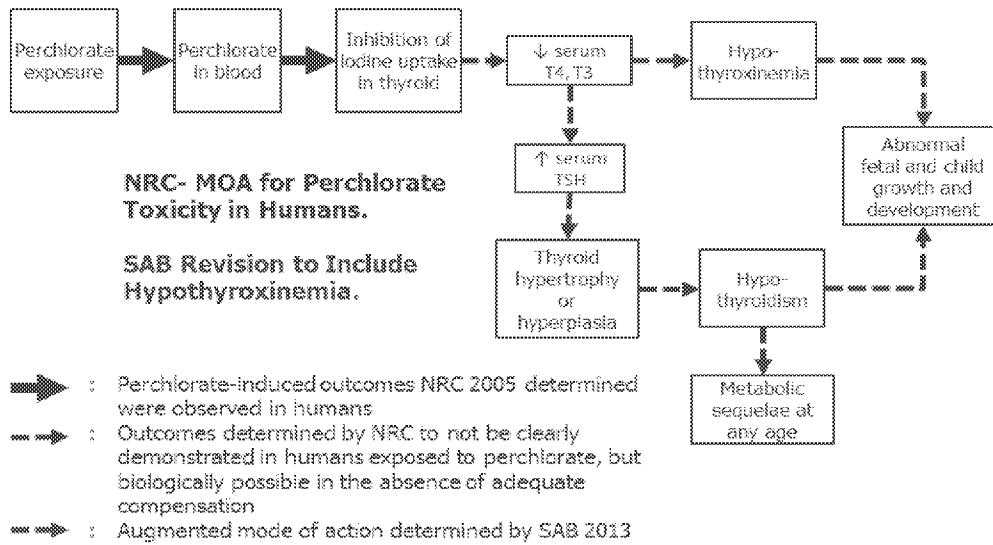 Perchlorate
exposure
Perchlorate
in blood
Inhibition of
iodine uptake
in thyroid
↓ serum
T4, T3
Hypo-
thyroxinemia
↑ serum
TSH
Abnormal
fetal and child
growth and
development
NRC- MOA for Perchlorate
Toxicity in Humans.
SAB Revision to Include
Hypothyroxinemia.
Thyroid
hypertrophy
or
hyperplasia
Hypo-
thyroidism
Metabolic
sequelae at
any age
: Perchlorate-induced outcomes NRC 2005 determined
were observed in humans
: Outcomes determined by NRC to not be clearly
demonstrated in humans exposed to perchlorate, but
biologically possible in the absence of adequate
compensation
: Augmented mode of action determined by SAB 2013